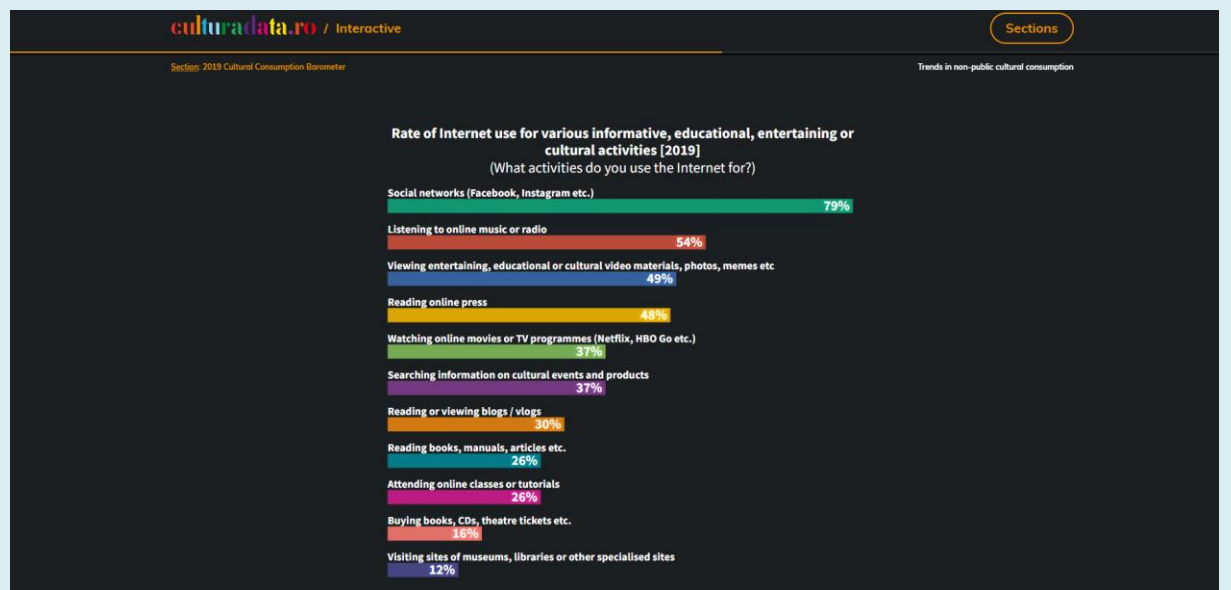 culturadata.ro / Interactive
Sections
Section: 2019 Cultural Consumption Barometer
Trends in non-public cultural consumption
Rate of Internet use for various informative, educational, entertaining or
cultural activities [2019]
(What activities do you use the Internet for?)
Social networks (Facebook, Instagram etc.)
79%
Listening to online music or radio
54%
Viewing entertaining, educational or cultural video materials, photos, memes etc
49%
Reading online press
48%
Watching online movies or TV programmes (Netflix, HBO Go etc.)
37%
Searching information on cultural events and products
37%
Reading or viewing blogs / vlogs
30%
Reading books, manuals, articles etc.
26%
Attending online classes or tutorials
26%
Buying books, CDs, theatre tickets etc.
16%
Visiting sites of museums, libraries or other specialised sites
12%